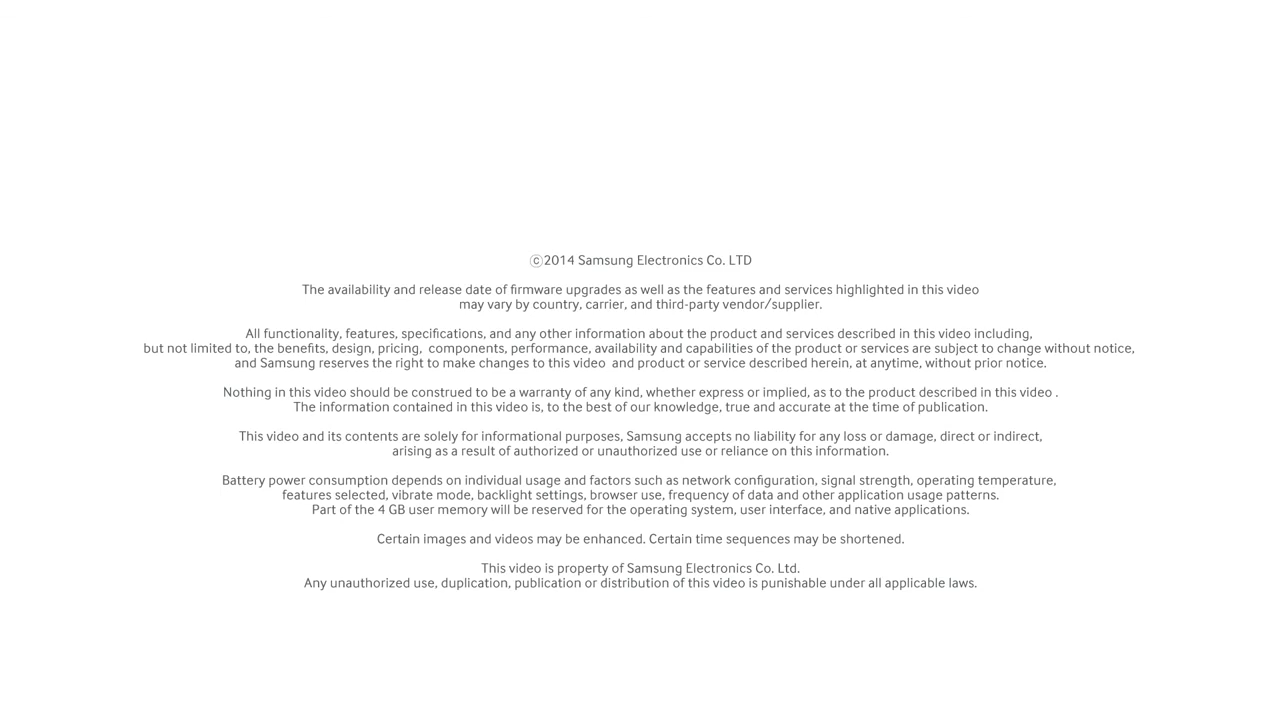 ⓒ2014 Samsung Electronics Co. LTD
The availability and release date of firmware upgrades as well as the features and services highlighted in this video
may vary by country, carrier, and third-party vendor/supplier.
All functionality, features, specifications, and any other information about the product and services described in this video including,
but not limited to, the benefits, design, pricing,  components, performance, availability and capabilities of the product or services are subject to change without notice,
and Samsung reserves the right to make changes to this video  and product or service described herein, at anytime, without prior notice.
Nothing in this video should be construed to be a warranty of any kind, whether express or implied, as to the product described in this video .
The information contained in this video is, to the best of our knowledge, true and accurate at the time of publication.
This video and its contents are solely for informational purposes, Samsung accepts no liability for any loss or damage, direct or indirect,
arising as a result of authorized or unauthorized use or reliance on this information.
Battery power consumption depends on individual usage and factors such as network configuration, signal strength, operating temperature,
features selected, vibrate mode, backlight settings, browser use, frequency of data and other application usage patterns.
Part of the 4 GB user memory will be reserved for the operating system, user interface, and native applications.
Certain images and videos may be enhanced. Certain time sequences may be shortened.
This video is property of Samsung Electronics Co. Ltd.
Any unauthorized use, duplication, publication or distribution of this video is punishable under all applicable laws.